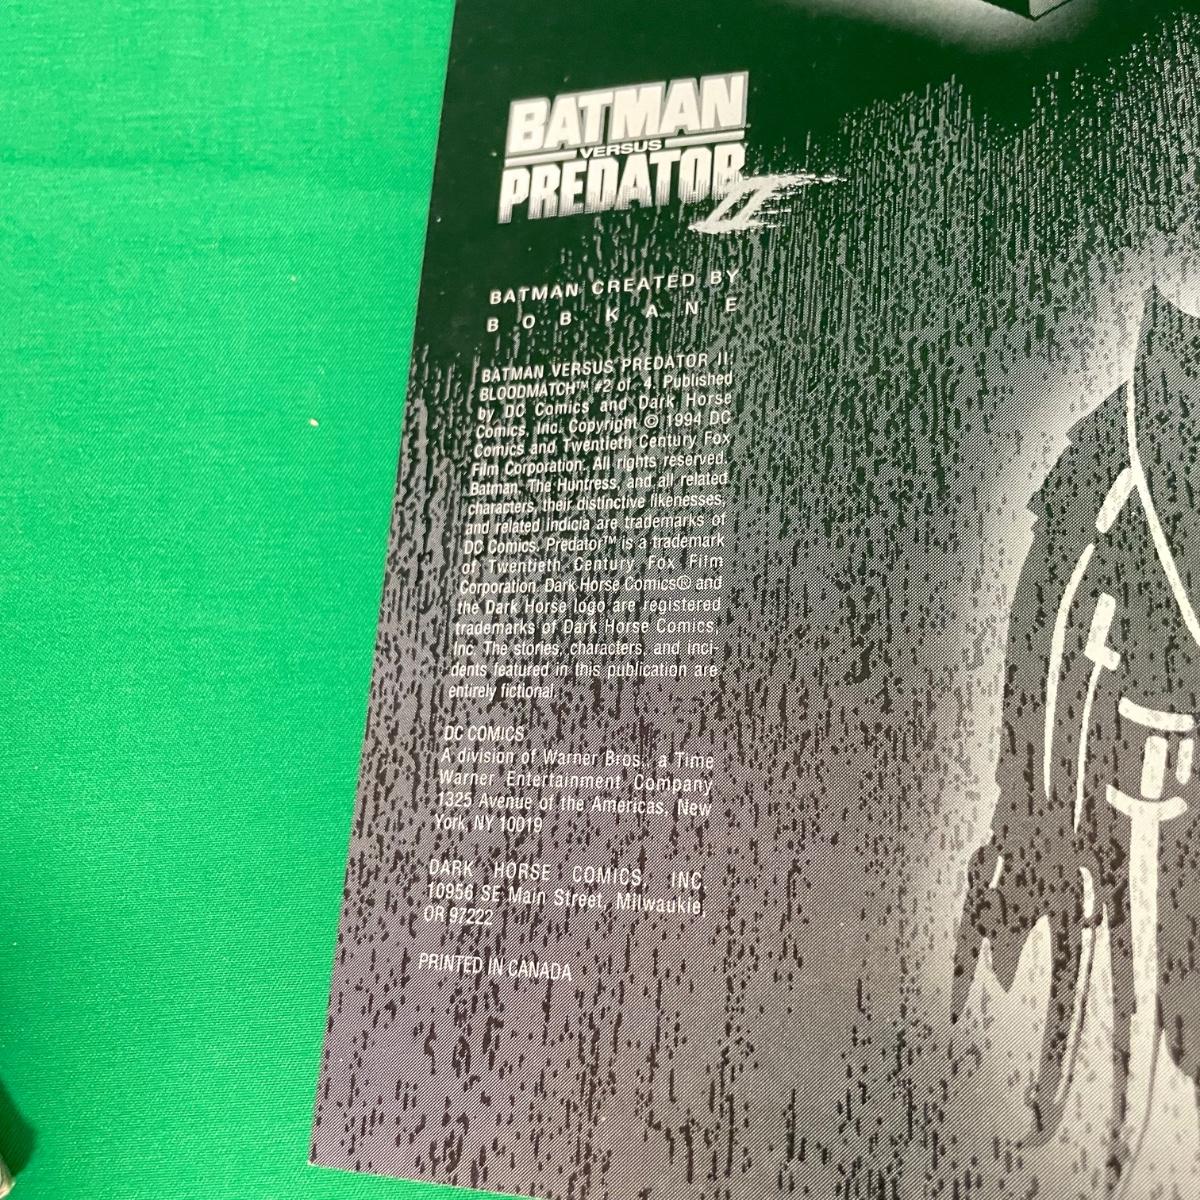 BATMAN
VERSUS
PREDATOR
II
BATMAN CREATED BY
BOB KANE
BATMAN VERSUS PREDATOR II:
BLOODMATCH™ #2 of 4. Published
by DC Comics and Dark Horse
Comics, Inc. Copyright © 1994 DC
Comics and Twentieth Century Fox
Film Corporation. All rights reserved.
Batman, The Huntress, and all related
characters, their distinctive likenesses,
and related indicia are trademarks of
DC Comics. Predator™ is a trademark
of Twentieth Century Fox Film
Corporation. Dark Horse Comics® and
the Dark Horse logo are registered
trademarks of Dark Horse Comics,
Inc. The stories, characters, and inci-
dents featured in this publication are
entirely fictional.
DC COMICS
A division of Warner Bros., a Time
Warner Entertainment Company
1325 Avenue of the Americas, New
York, NY 10019
DARK HORSE COMICS, INC.
10956 SE Main Street, Milwaukie,
OR 97222
PRINTED IN CANADA